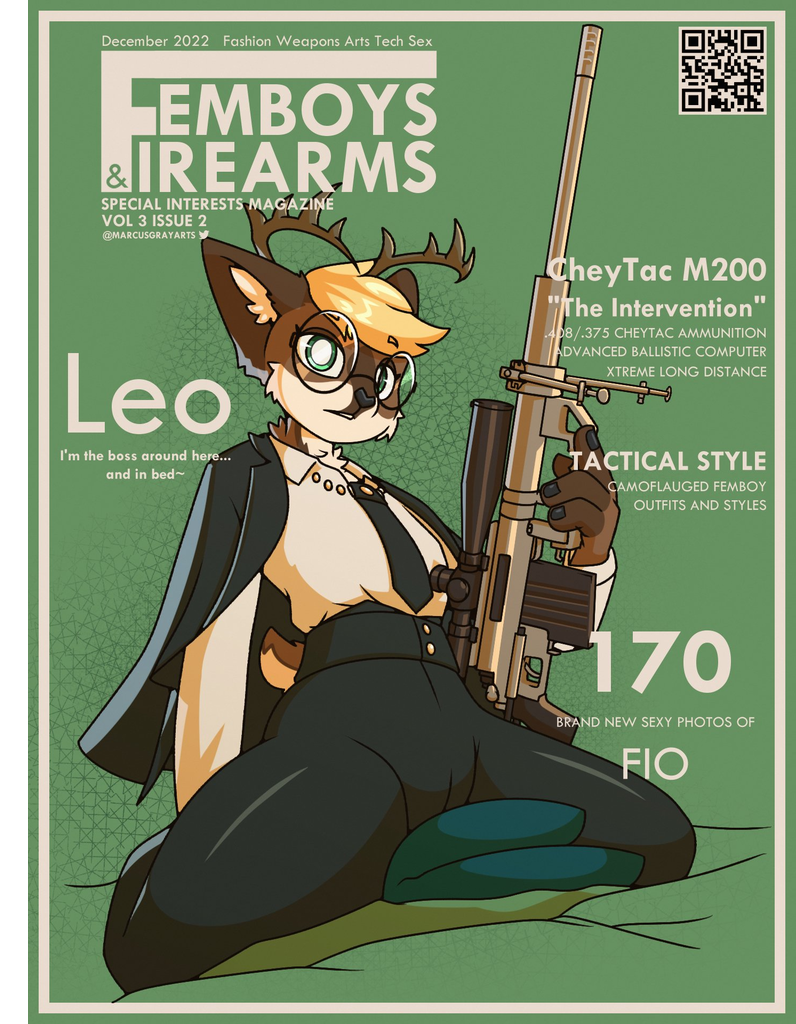 December 2022 Fashion Weapons Arts Tech Sex
FEMBOYS
& FIREARMS
SPECIAL INTERESTS MAGAZINE
VOL 3 ISSUE 2
@MARCUSGRAYARTS
CheyTac M200
"The Intervention"
.408/.375 CHEYTAC AMMUNITION
ADVANCED BALLISTIC COMPUTER
XTREME LONG DISTANCE
Leo
I'm the boss around here...
and in bed~
TACTICAL STYLE
CAMOFLAUGED FEMBOY
OUTFITS AND STYLES
170
BRAND NEW SEXY PHOTOS OF
FIO